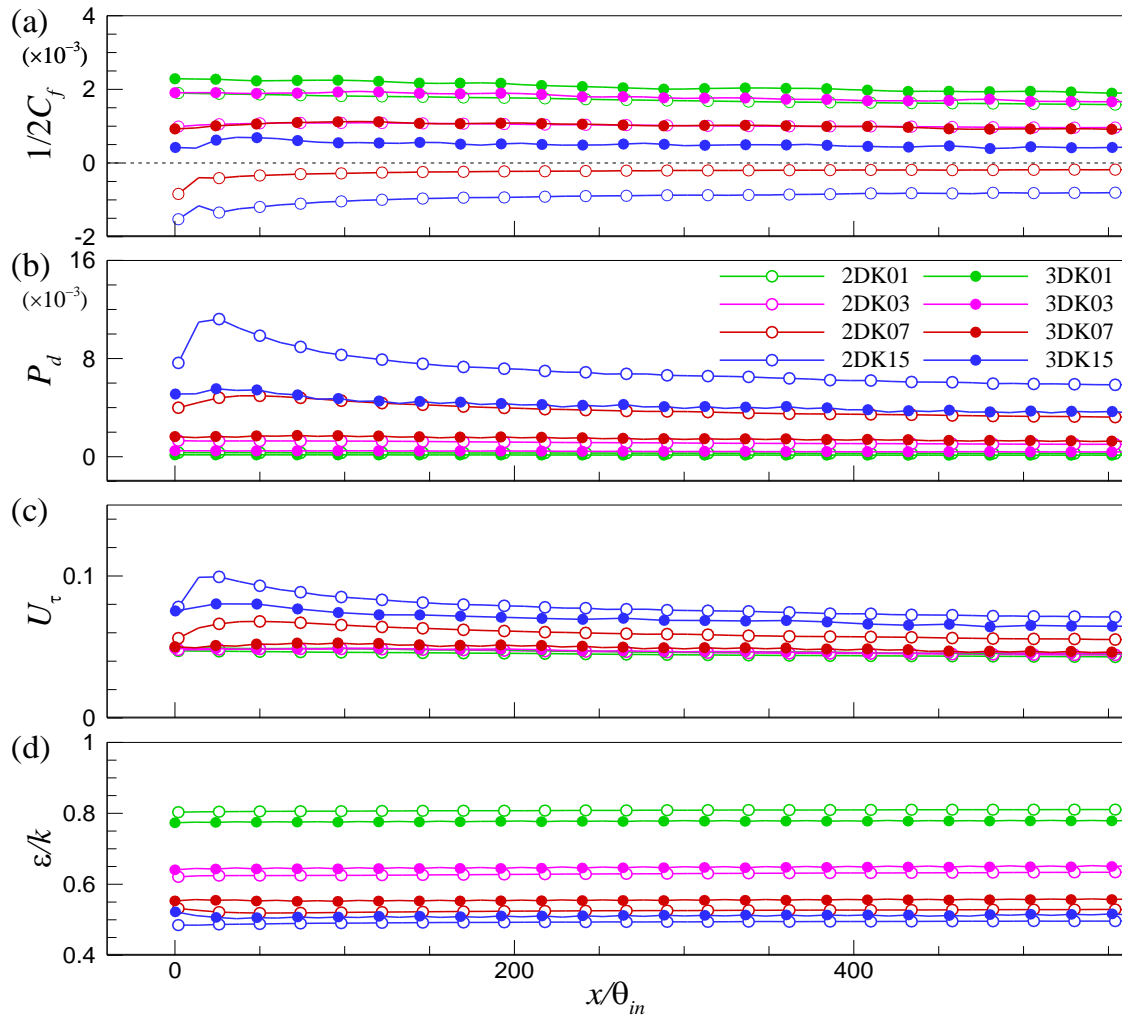 (a)
4
(×10⁻³)
2
0
-2
1/2C_f
(b)
16
(×10⁻³)
8
0
P_d
2DK01 3DK01
2DK03 3DK03
2DK07 3DK07
2DK15 3DK15
(c)
0.1
0
U_τ
(d)
1
0.8
0.6
0.4
ε/k
0 200 400
x/θ_in